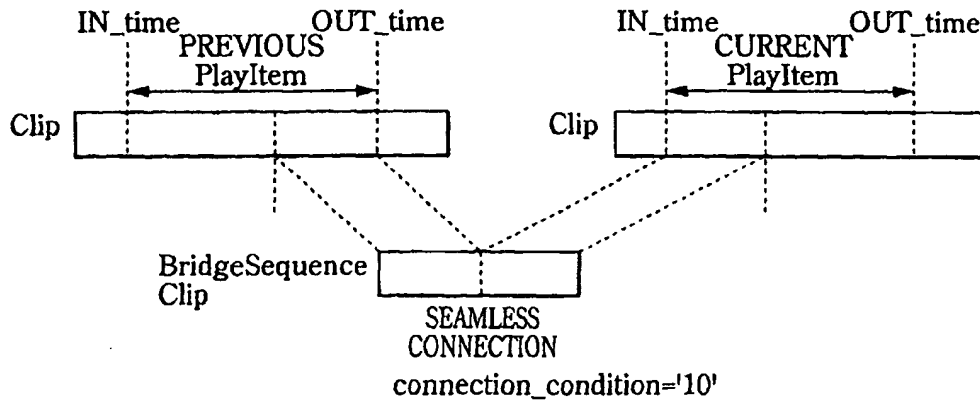 IN_time OUT_time IN_time OUT_time
PREVIOUS CURRENT
PlayItem PlayItem
Clip Clip
BridgeSequence
Clip
SEAMLESS
CONNECTION
connection_condition='10'